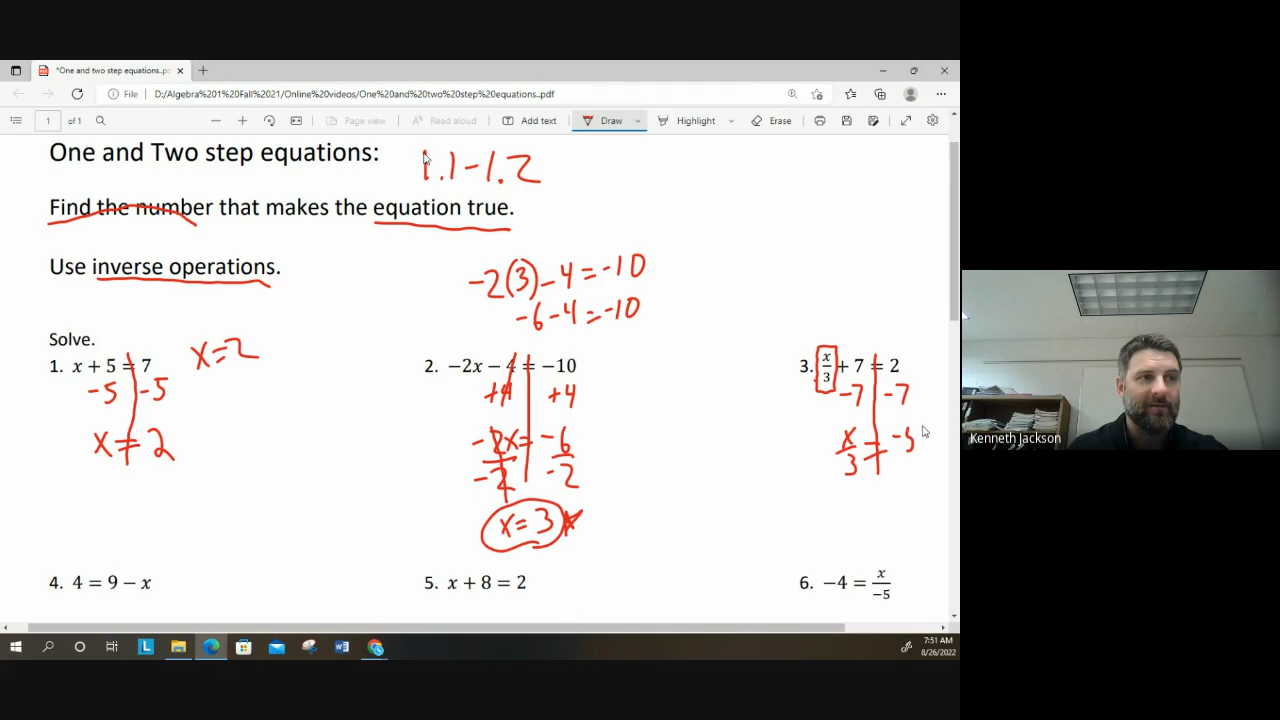 *One and two step equations..pd
File D:/Algebra%201%20Fall%2021/Online%20videos/One%20and%20two%20step%20equations..pdf
1 of 1 Page view Read aloud Add text Draw Highlight Erase
One and Two step equations: 1.1-1.2
Find the number that makes the equation true.
Use inverse operations.
-2(3)-4=-10
-6-4=-10
Solve.
1. x + 5 = 7
-5 -5
x = 2
x=2
2. −2x − 4 = −10
+4 +4
-2x = -6
-2 -2
x=3
3. x/3 + 7 = 2
-7 -7
x/3 = -5
4. 4 = 9 − x
5. x + 8 = 2
6. −4 = x/−5
Kenneth Jackson
7:51 AM
8/26/2022